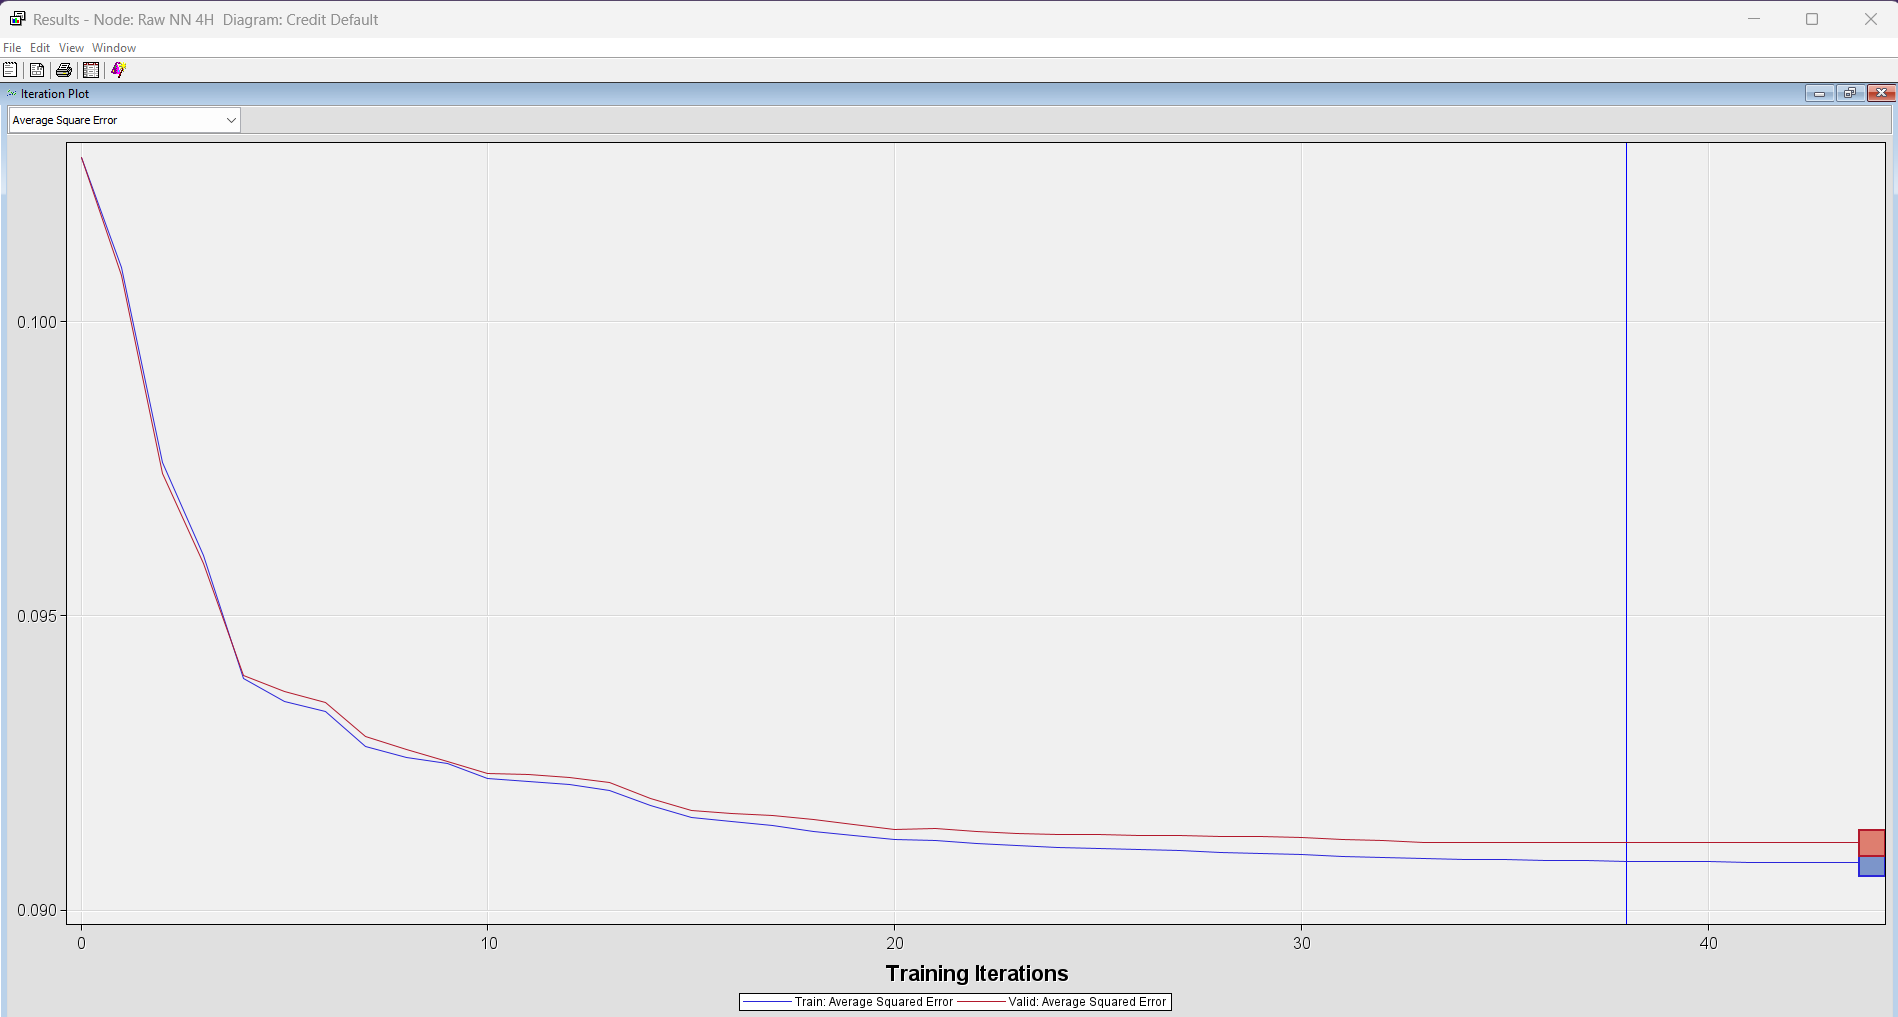 Results - Node: Raw NN 4H  Diagram: Credit Default
File Edit View Window
Iteration Plot
Average Square Error
0.100
0.095
0.090
0 10 20 30 40
Training Iterations
Train: Average Squared Error Valid: Average Squared Error